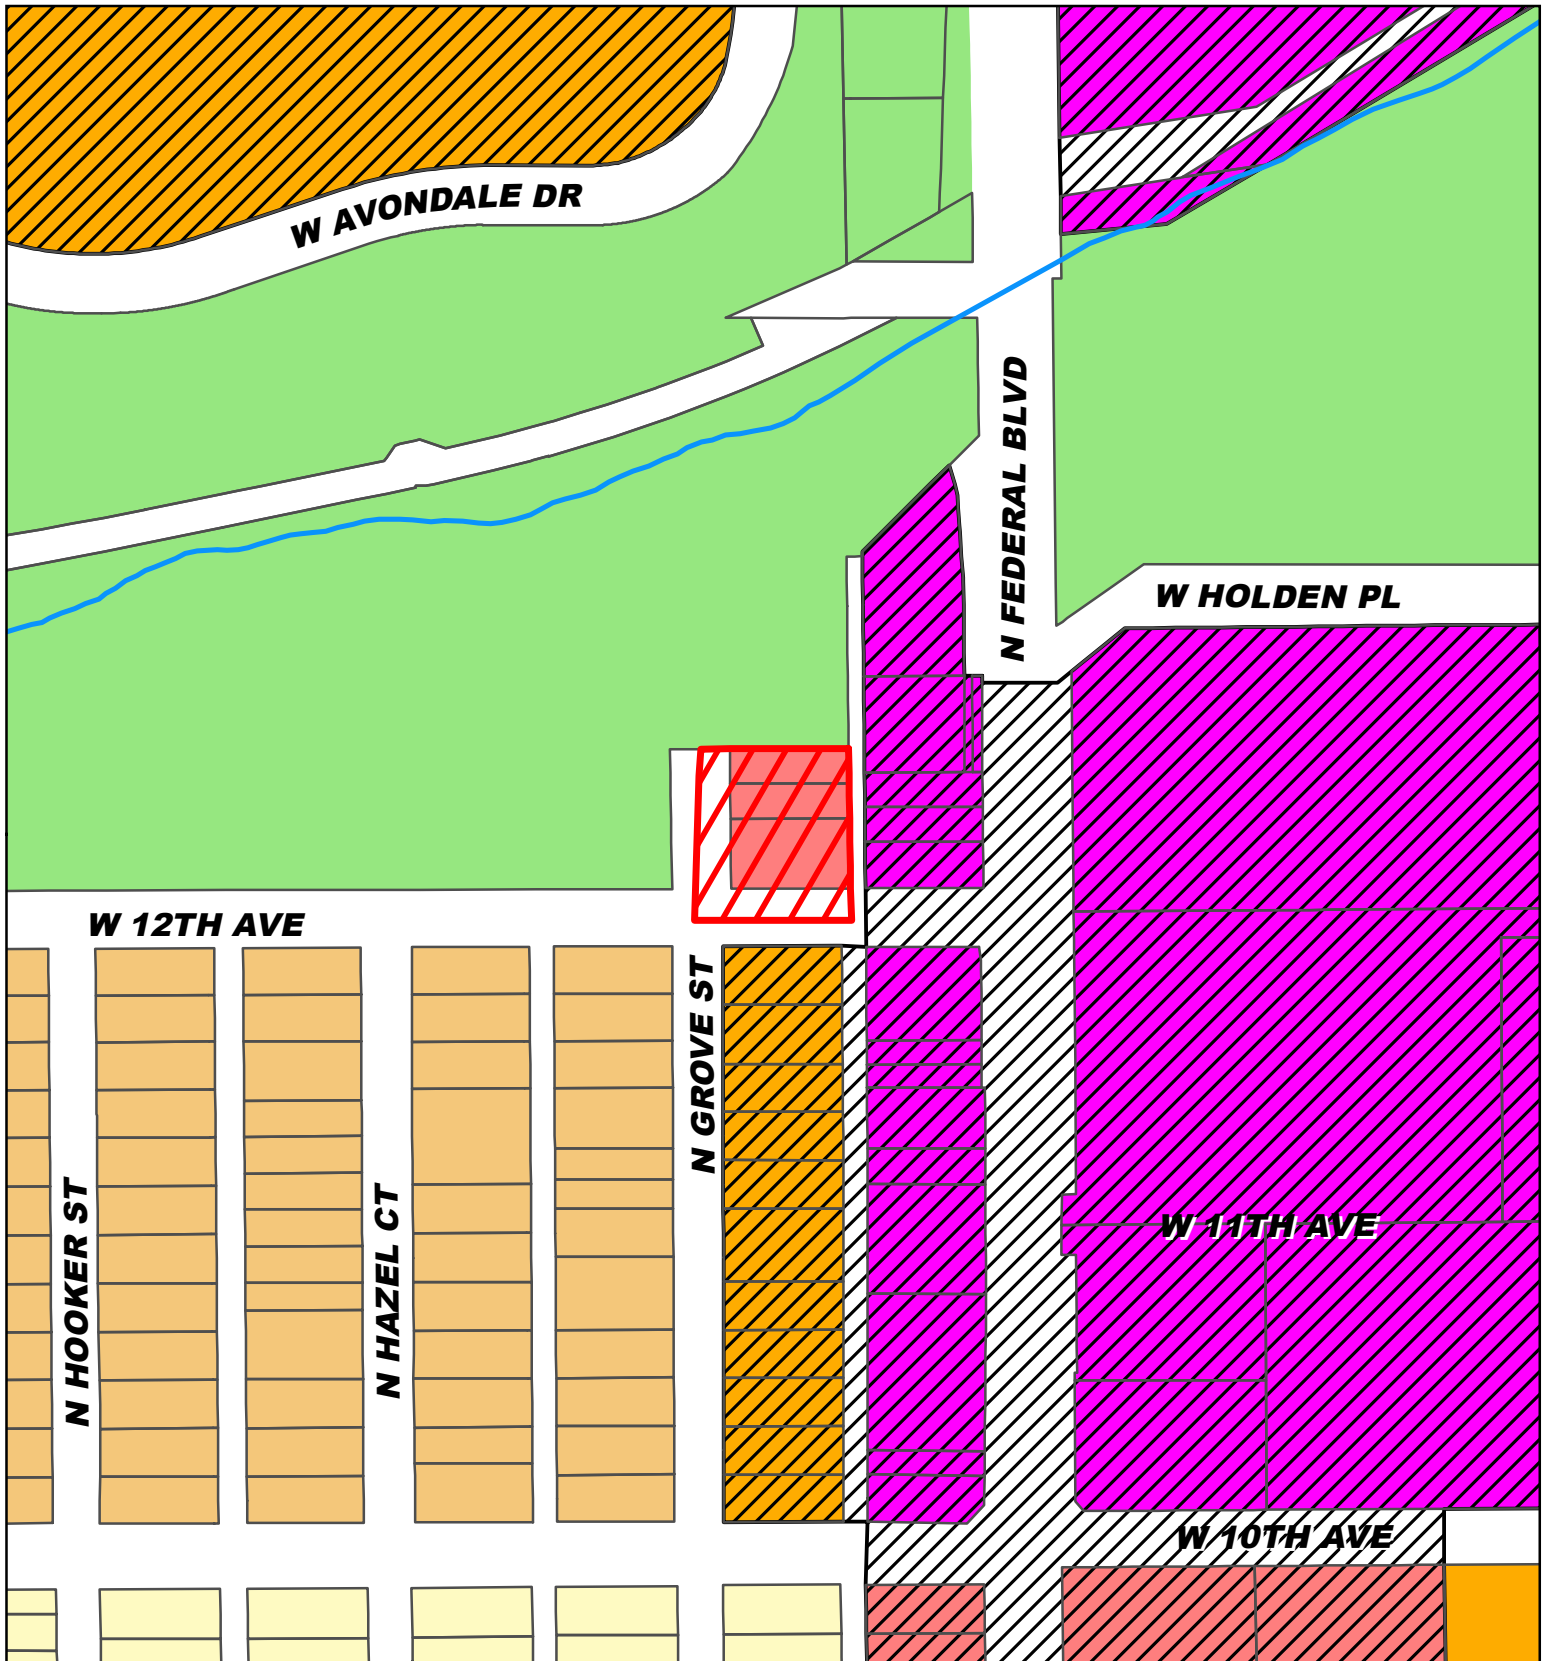 W AVONDALE DR
N FEDERAL BLVD
W HOLDEN PL
W 12TH AVE
N GROVE ST
N HOOKER ST
N HAZEL CT
W 11TH AVE
W 10TH AVE